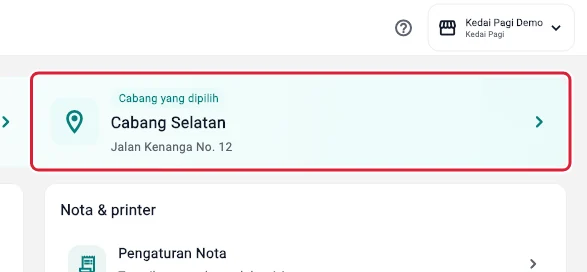 Kedai Pagi Demo
Kedai Pagi
Cabang yang dipilih
Cabang Selatan
Jalan Kenanga No. 12
Nota & printer
Pengaturan Nota